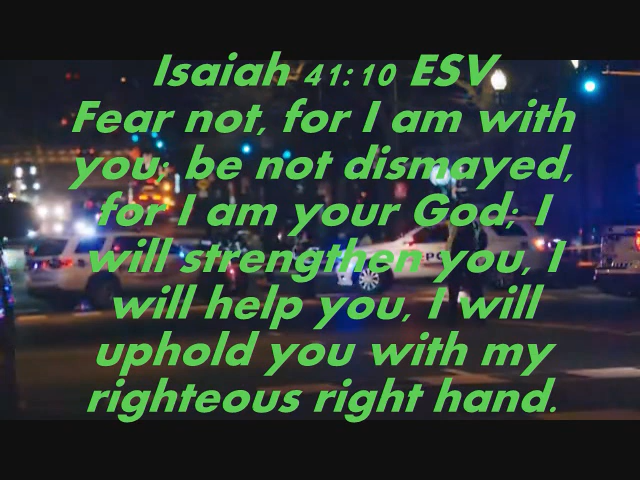 Isaiah 41:10 ESV
Fear not, for I am with
you; be not dismayed,
for I am your God; I
will strengthen you, I
will help you, I will
uphold you with my
righteous right hand.